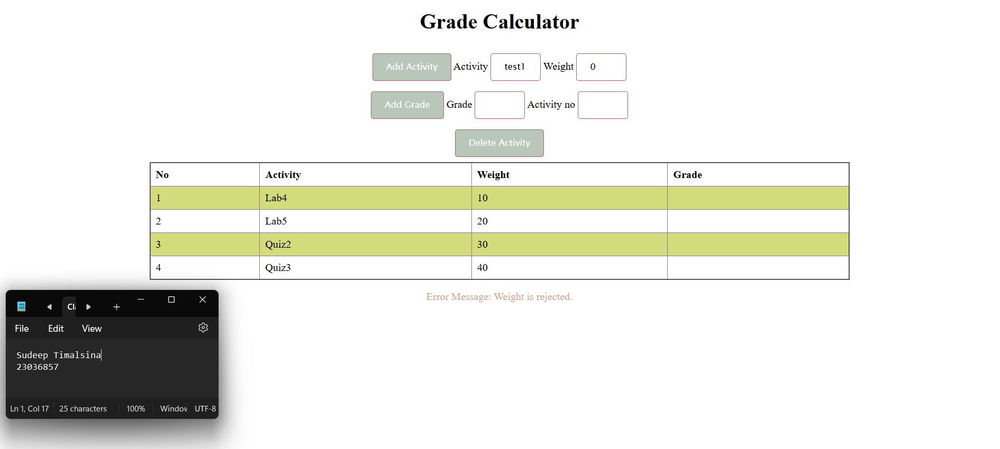 Grade Calculator
Add Activity Activity test1 Weight 0
Add Grade Grade Activity no
Delete Activity
No Activity Weight Grade
1 Lab4 10
2 Lab5 20
3 Quiz2 30
4 Quiz3 40
Error Message: Weight is rejected.
File Edit View
Sudeep Timalsina
23036857
Ln 1, Col 17 25 characters 100% UTF-8